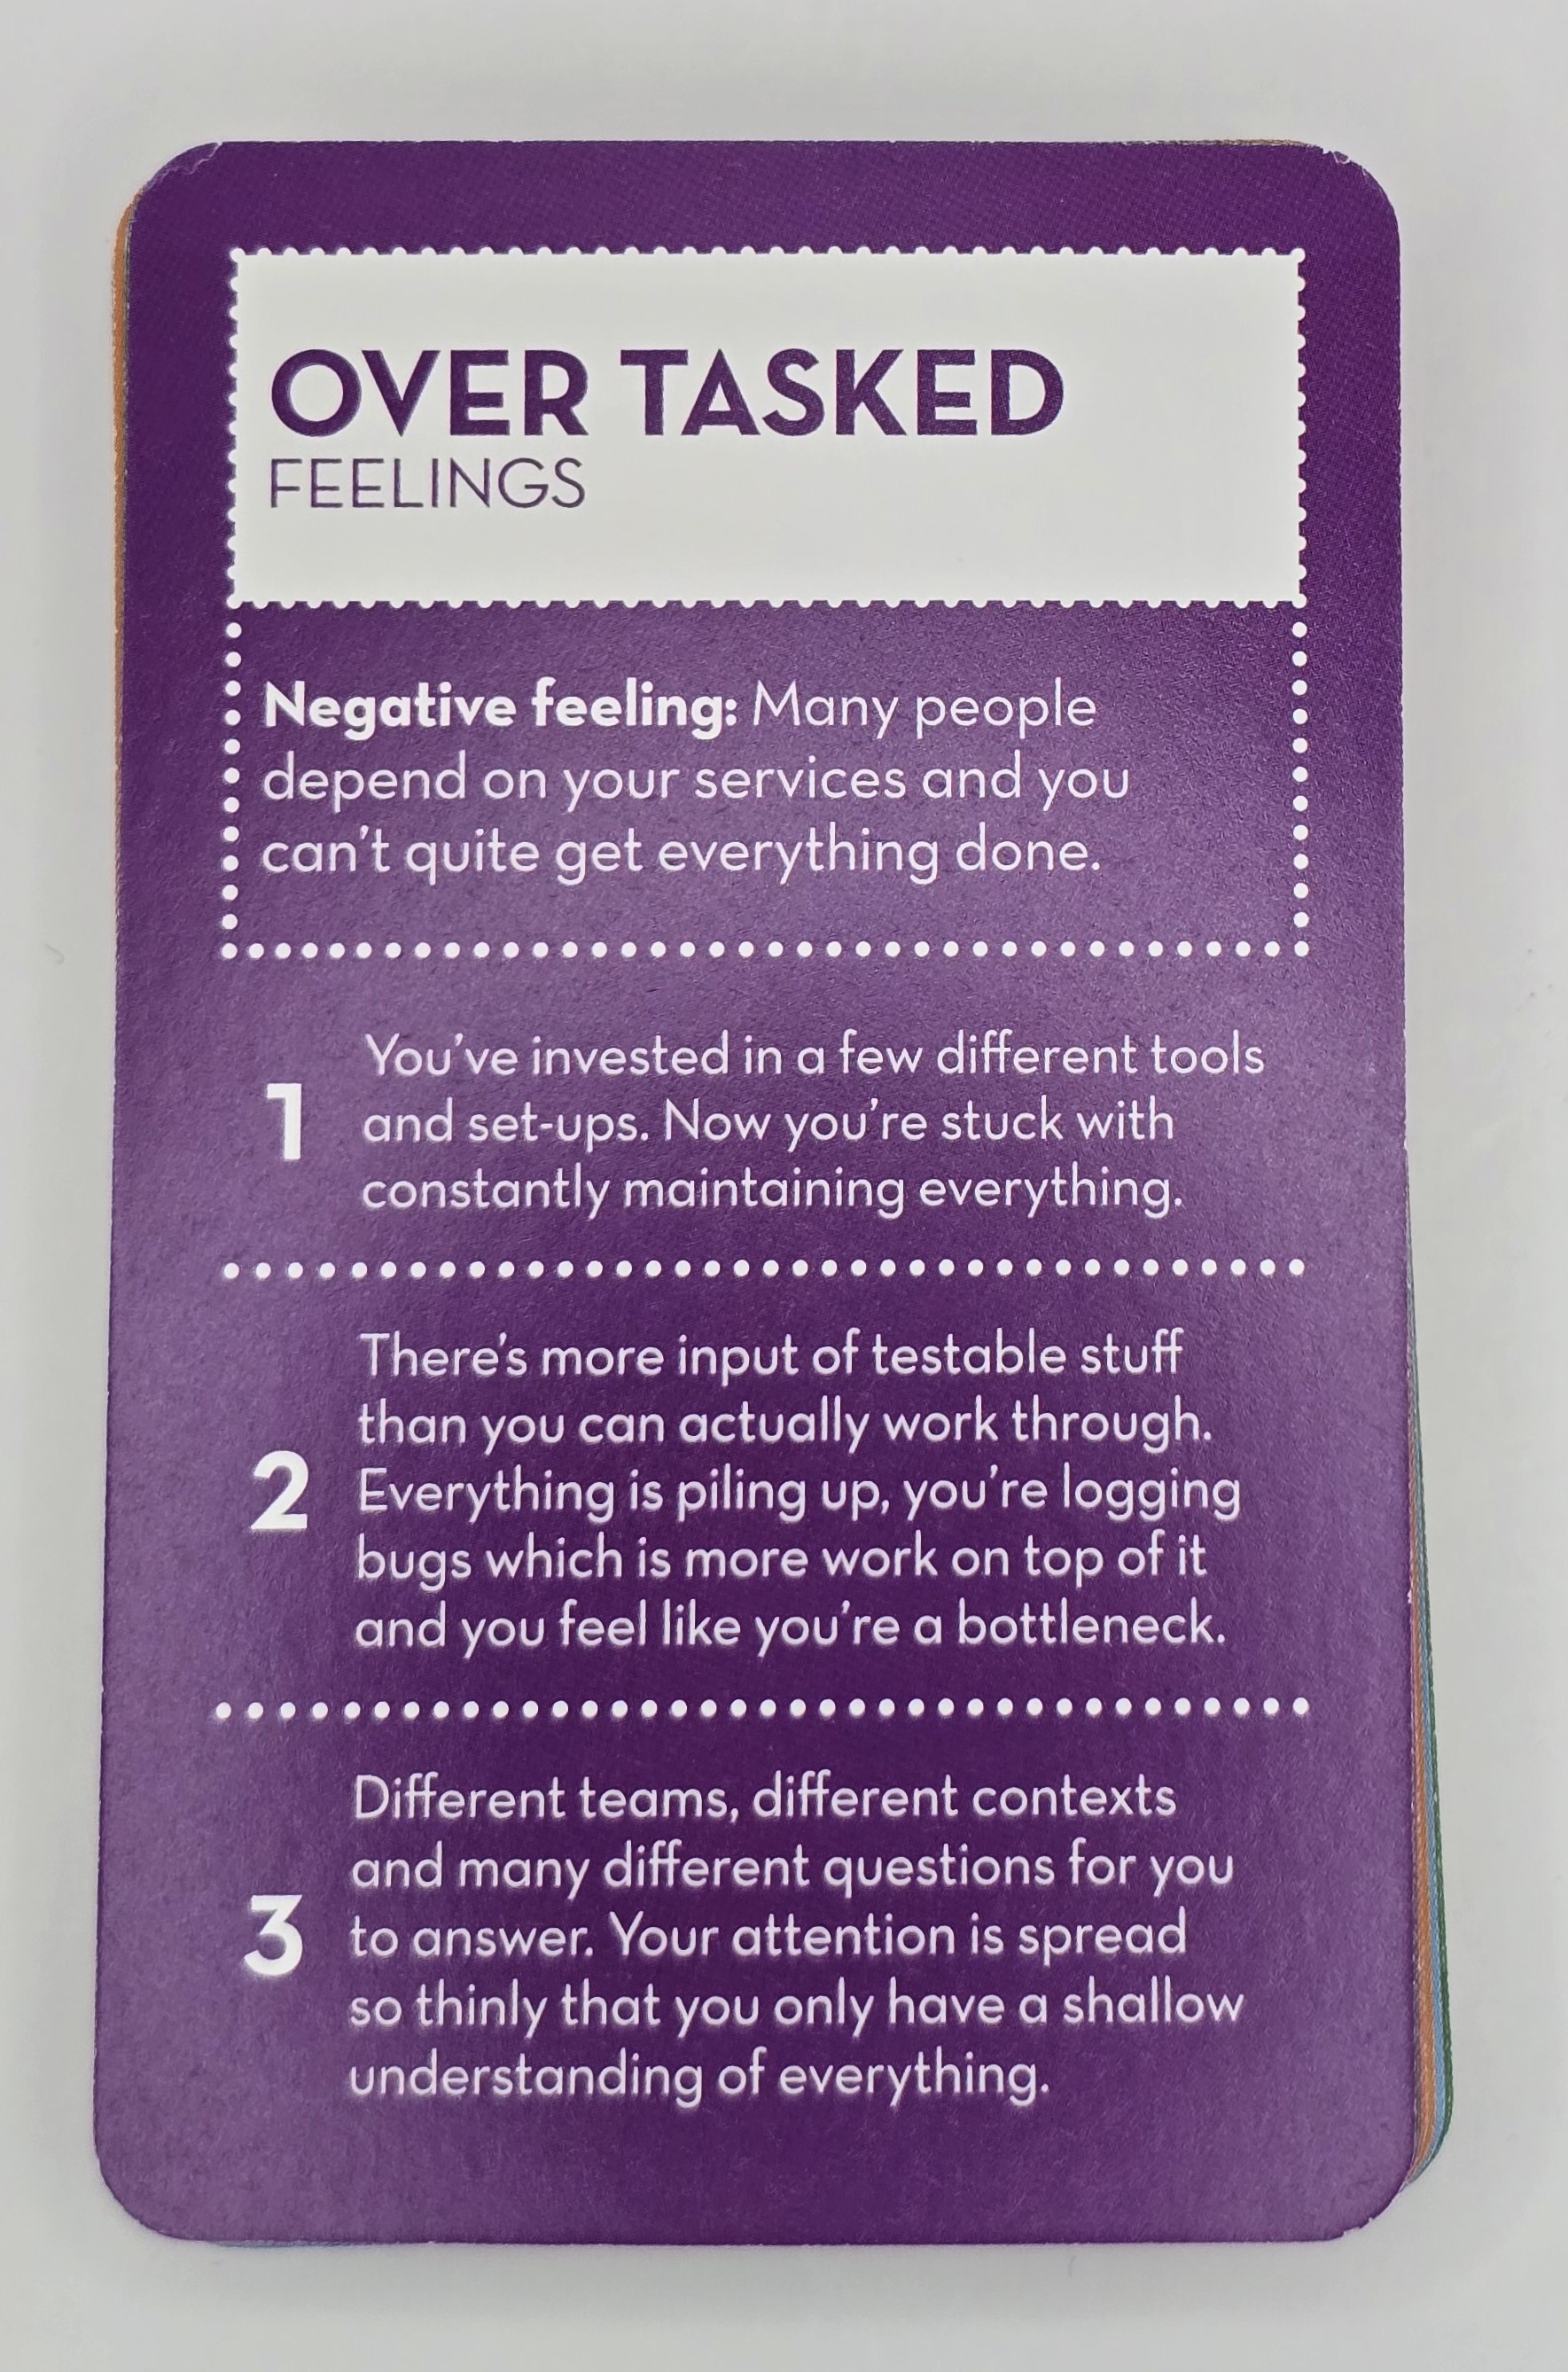 OVER TASKED
FEELINGS
Negative feeling: Many people
depend on your services and you
can't quite get everything done.
1
You've invested in a few different tools
and set-ups. Now you're stuck with
constantly maintaining everything.
2
There's more input of testable stuff
than you can actually work through.
Everything is piling up, you're logging
bugs which is more work on top of it
and you feel like you're a bottleneck.
3
Different teams, different contexts
and many different questions for you
to answer. Your attention is spread
so thinly that you only have a shallow
understanding of everything.